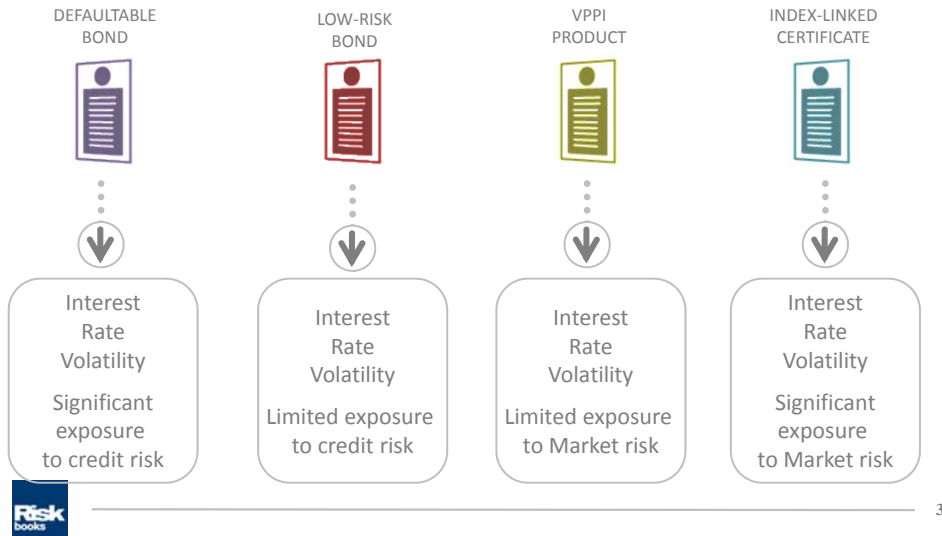 DEFAULTABLE
BOND
LOW-RISK
BOND
VPPI
PRODUCT
INDEX-LINKED
CERTIFICATE
Interest
Rate
Volatility
Significant
exposure
to credit risk
Interest
Rate
Volatility
Limited exposure
to credit risk
Interest
Rate
Volatility
Limited exposure
to Market risk
Interest
Rate
Volatility
Significant
exposure
to Market risk
Risk
books
3